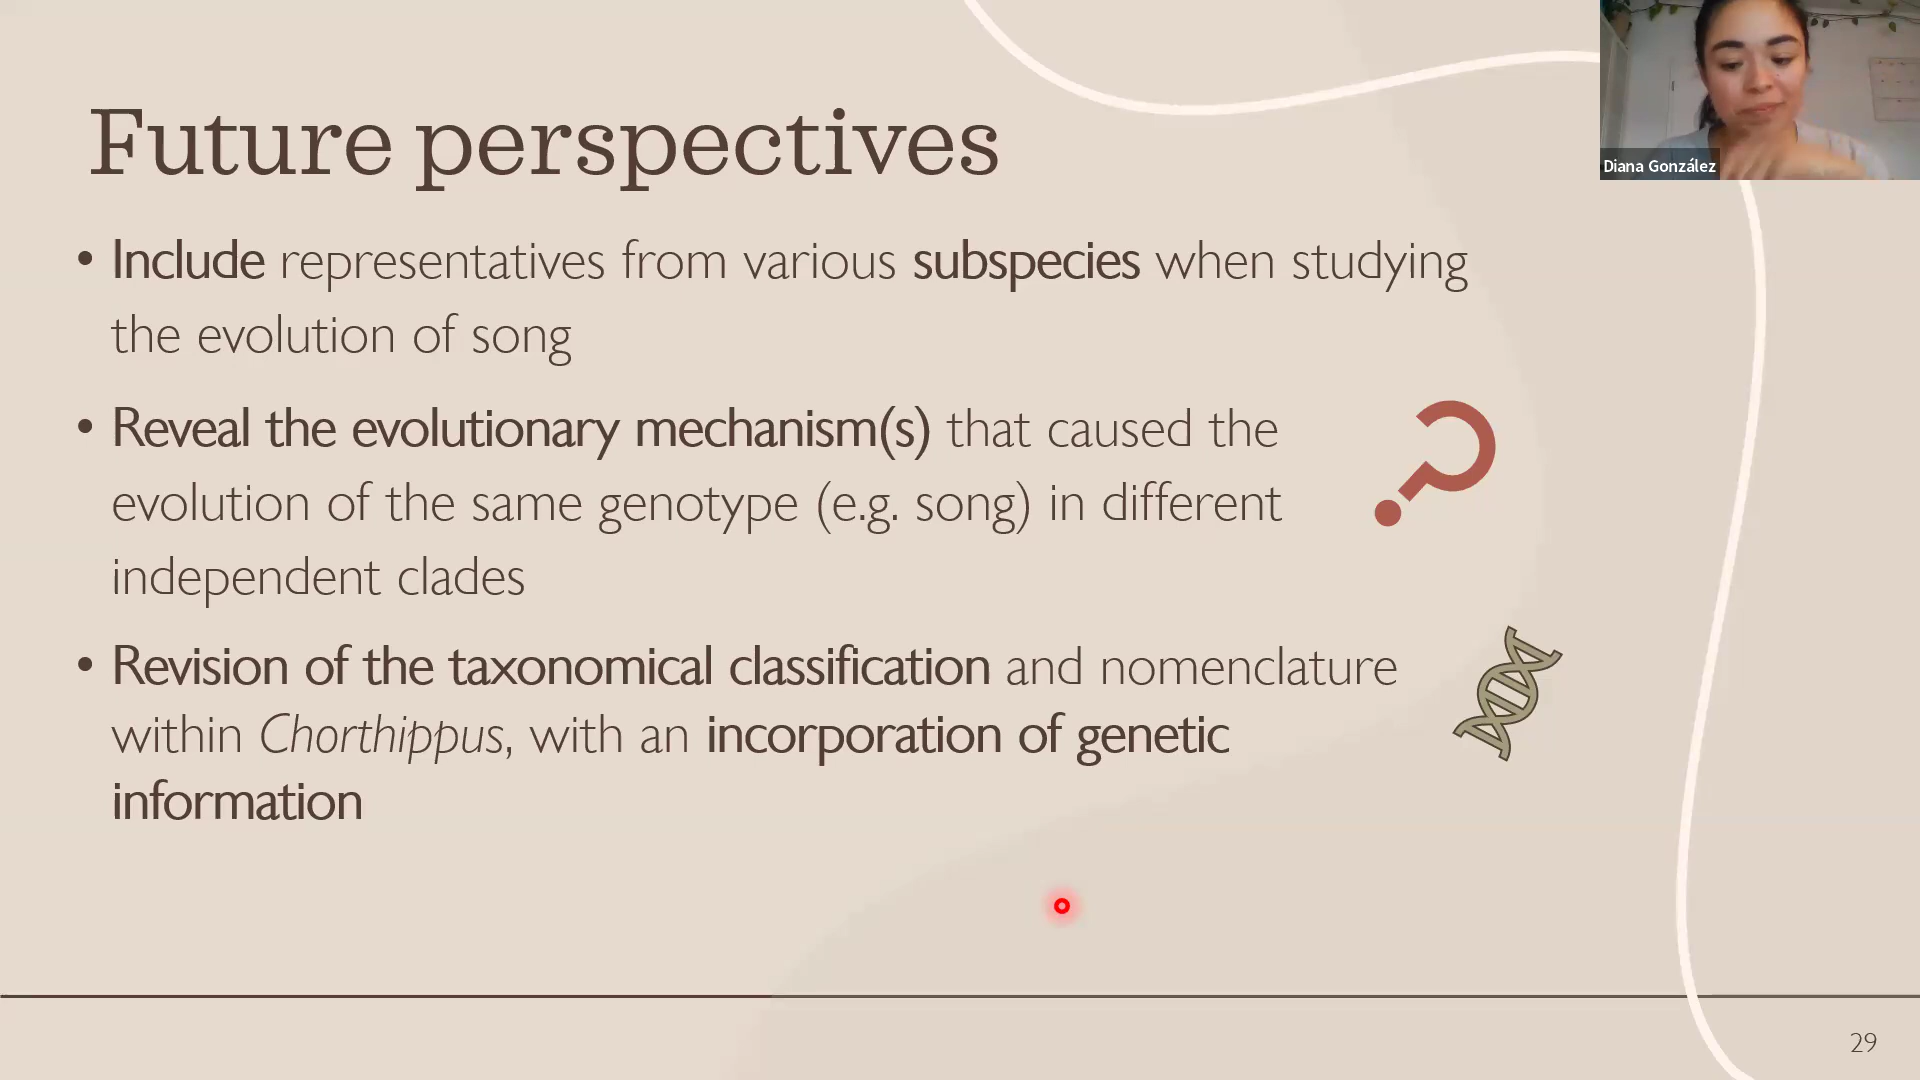 Future perspectives
Diana González
• Include representatives from various subspecies when studying
the evolution of song
• Reveal the evolutionary mechanism(s) that caused the
evolution of the same genotype (e.g. song) in different
independent clades
• Revision of the taxonomical classification and nomenclature
within Chorthippus, with an incorporation of genetic
information
29